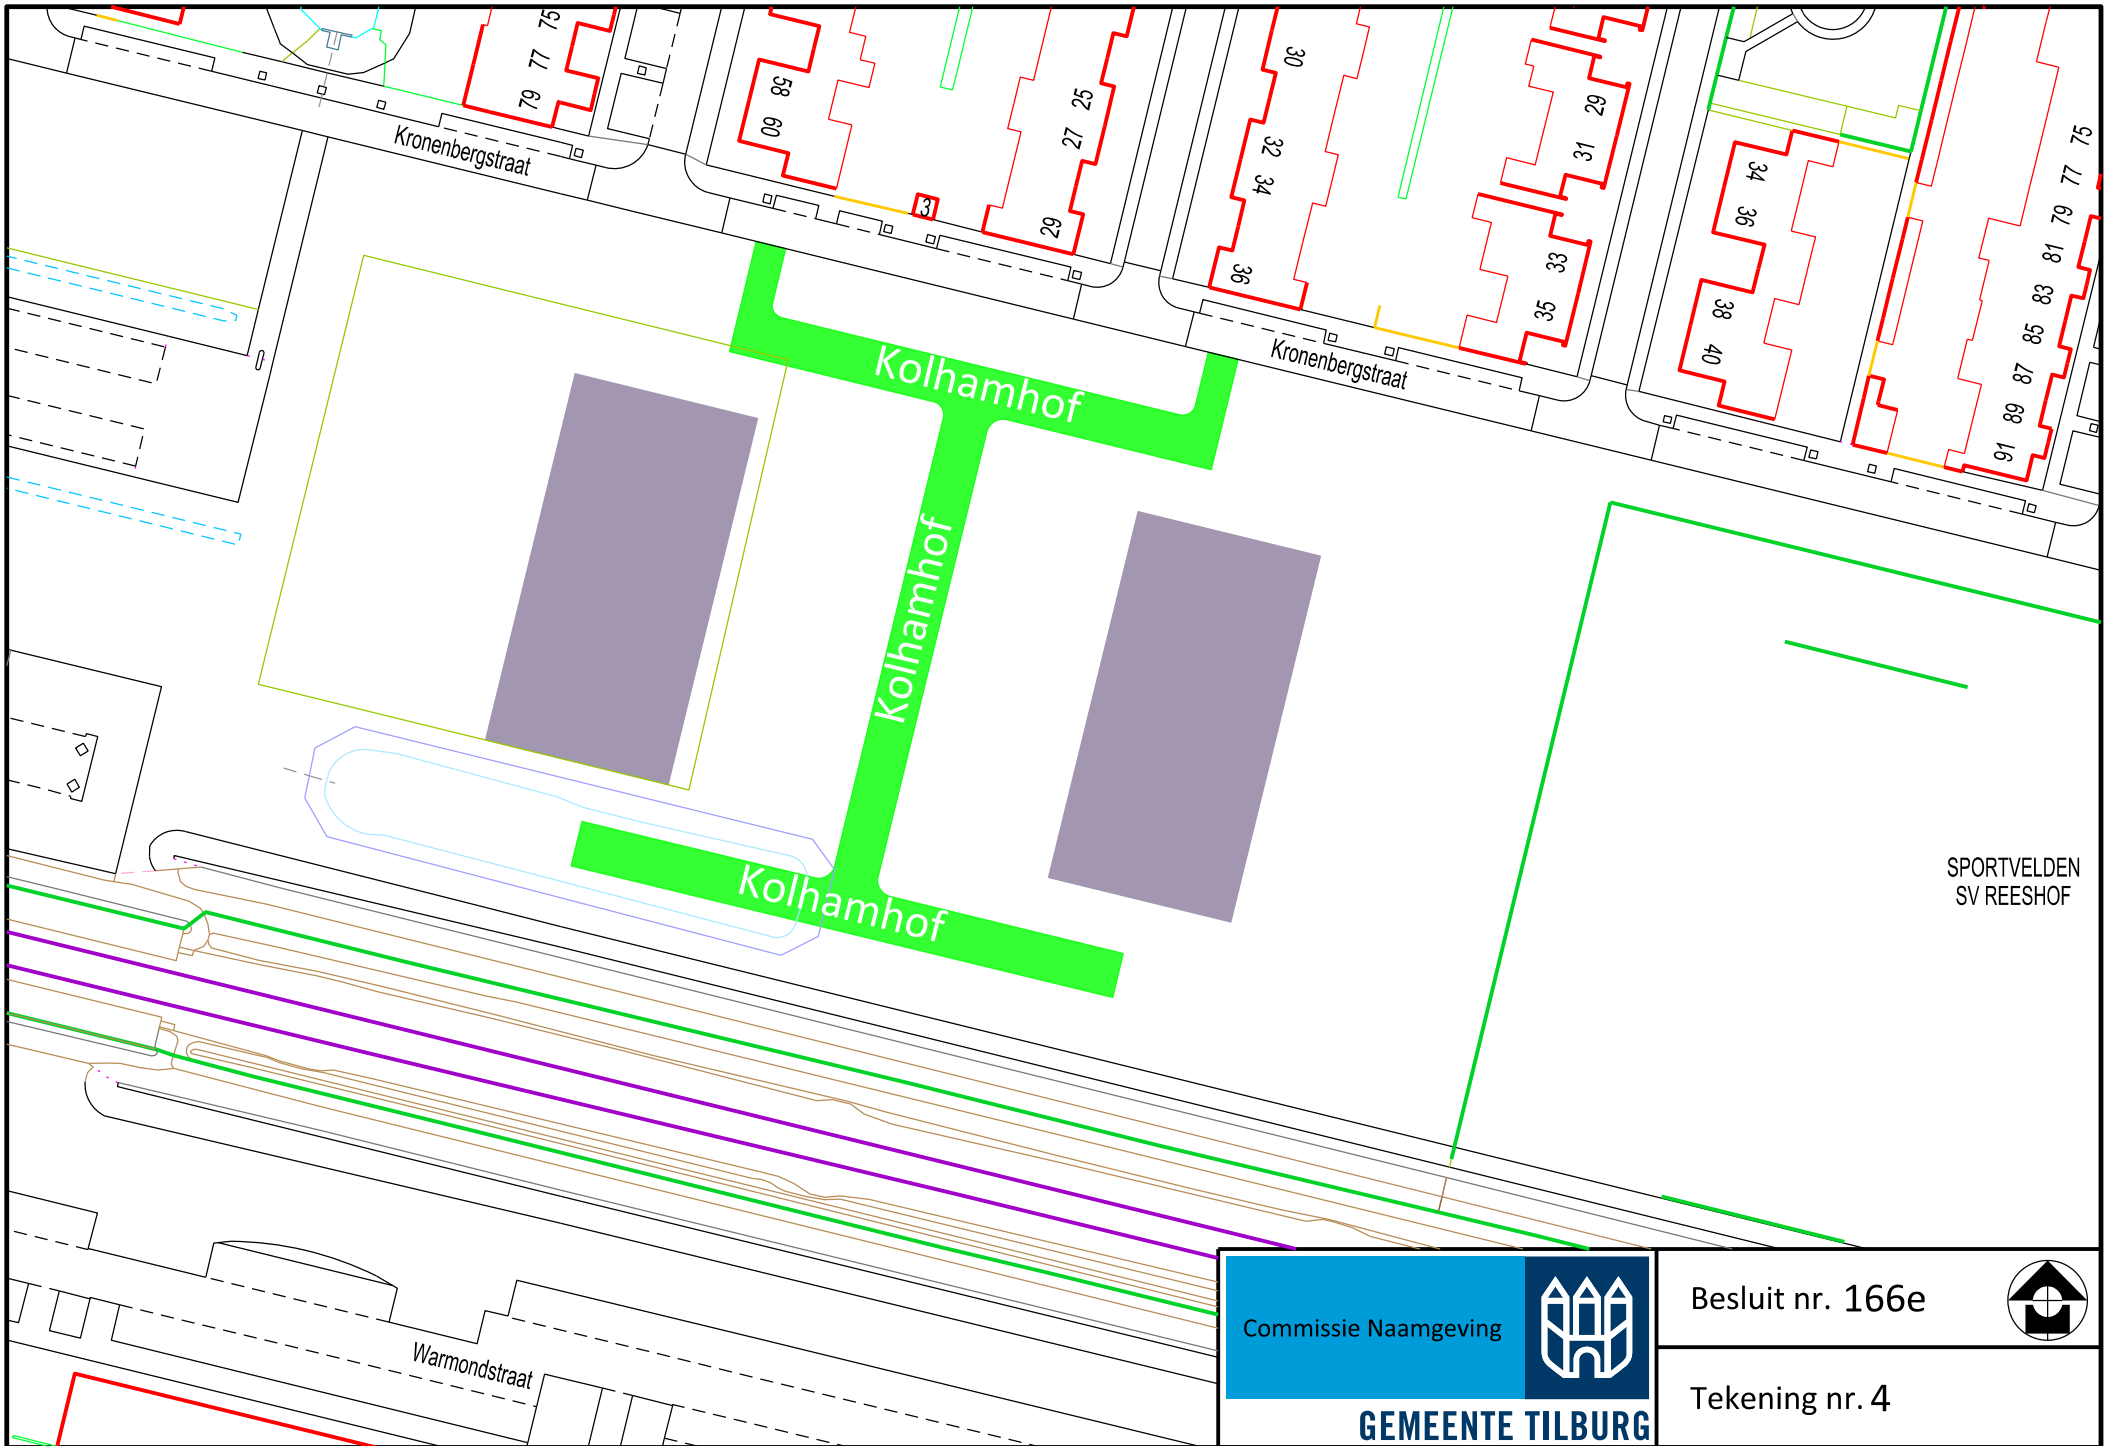 75
77
79
Kronenbergstraat
58
60
3
25
27
62
30
32
34
36
29
31
33
35
Kronenbergstraat
34
36
38
40
75
77
79
81
83
85
87
89
91
Kolhamhof
Kolhamhof
Kolhamhof
SPORTVELDEN
SV REESHOF
Warmondstraat
Commissie Naamgeving
GEMEENTE TILBURG
Besluit nr. 166e
Tekening nr. 4